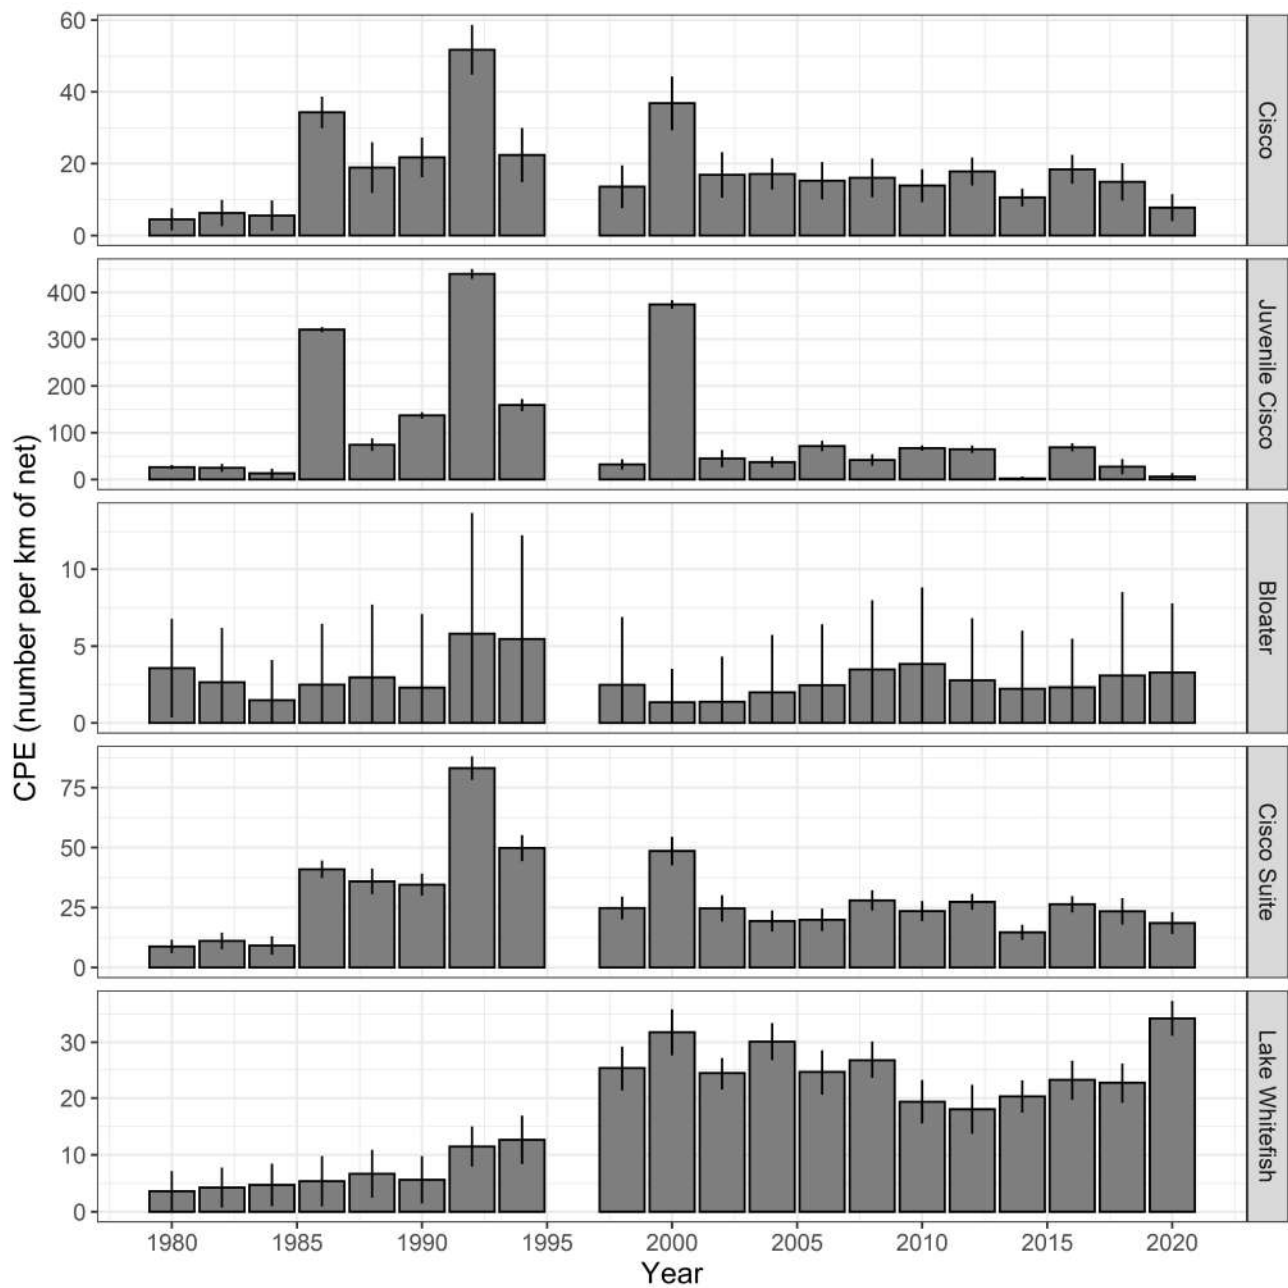 CPE (number per km of net)
60
40
20
0
Cisco
400
300
200
100
0
Juvenile Cisco
10
5
0
Bloater
75
50
25
0
Cisco Suite
30
20
10
0
Lake Whitefish
1980 1985 1990 1995 2000 2005 2010 2015 2020
Year